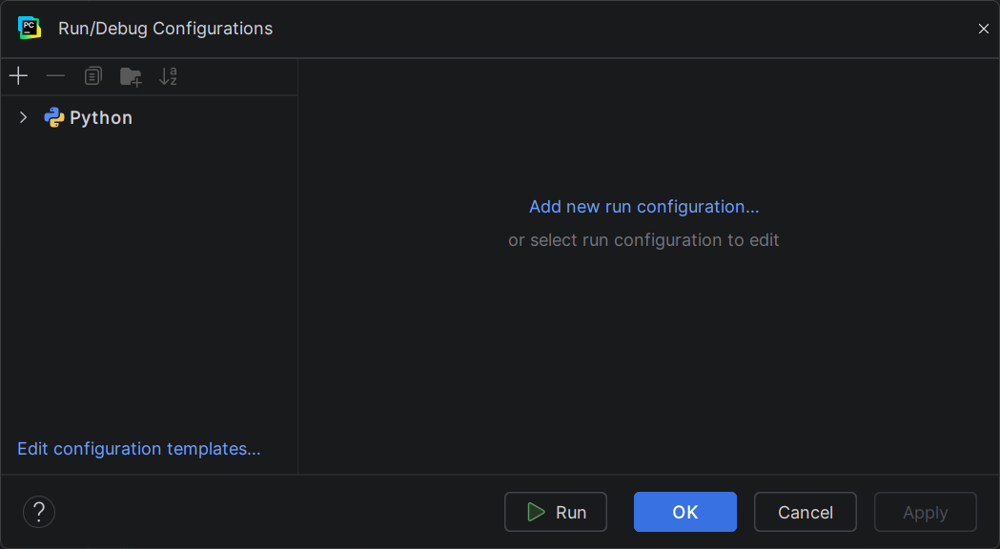 PC
Run/Debug Configurations
a
z
Python
Add new run configuration...
or select run configuration to edit
Edit configuration templates...
?
Run
OK
Cancel
Apply